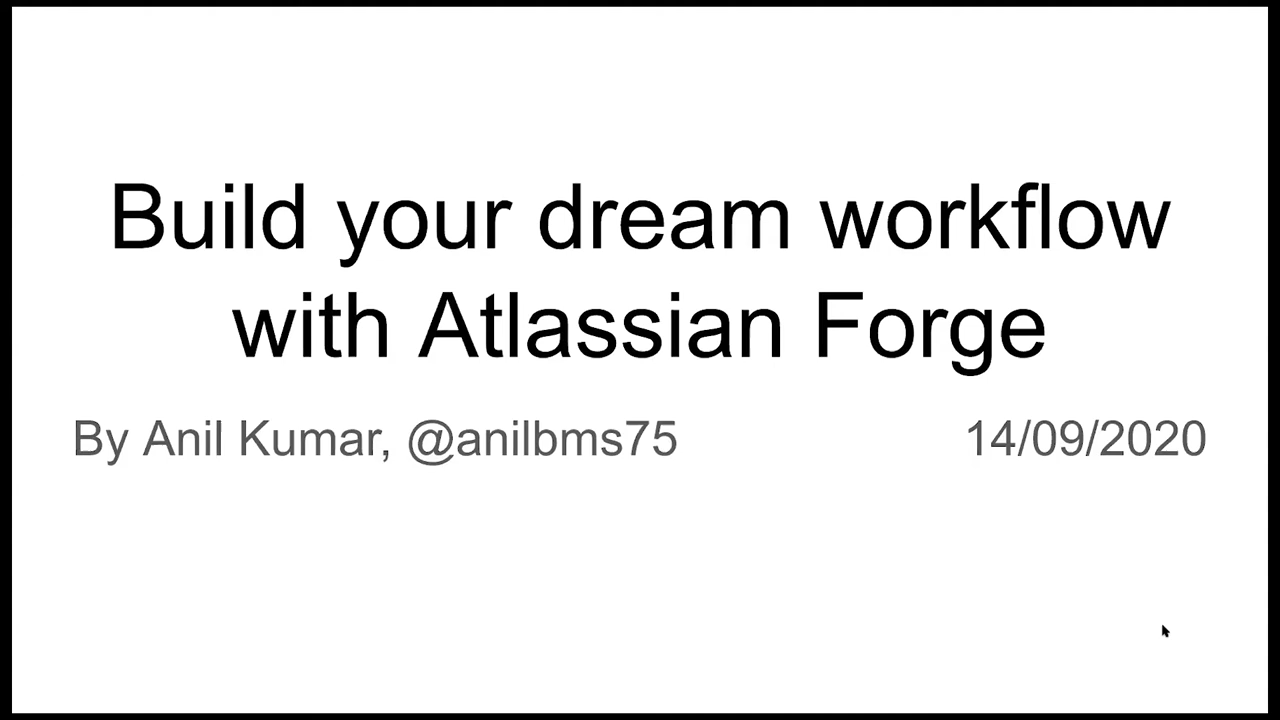 Build your dream workflow
with Atlassian Forge
By Anil Kumar, @anilbms75 14/09/2020